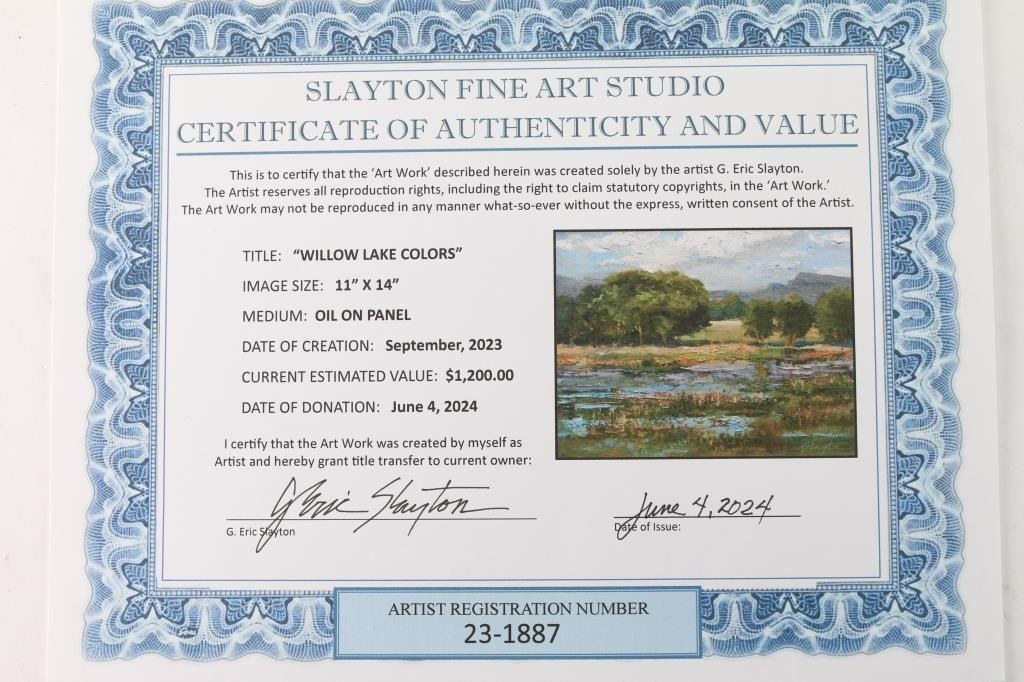 SLAYTON FINE ART STUDIO
CERTIFICATE OF AUTHENTICITY AND VALUE
This is to certify that the ‘Art Work’ described herein was created solely by the artist G. Eric Slayton.
The Artist reserves all reproduction rights, including the right to claim statutory copyrights, in the ‘Art Work.’
The Art Work may not be reproduced in any manner what-so-ever without the express, written consent of the Artist.
TITLE: “WILLOW LAKE COLORS”
IMAGE SIZE: 11” X 14”
MEDIUM: OIL ON PANEL
DATE OF CREATION: September, 2023
CURRENT ESTIMATED VALUE: $1,200.00
DATE OF DONATION: June 4, 2024
I certify that the Art Work was created by myself as
Artist and hereby grant title transfer to current owner:
G Eric Slayton
G. Eric Slayton
June 4, 2024
Date of Issue:
ARTIST REGISTRATION NUMBER
23-1887